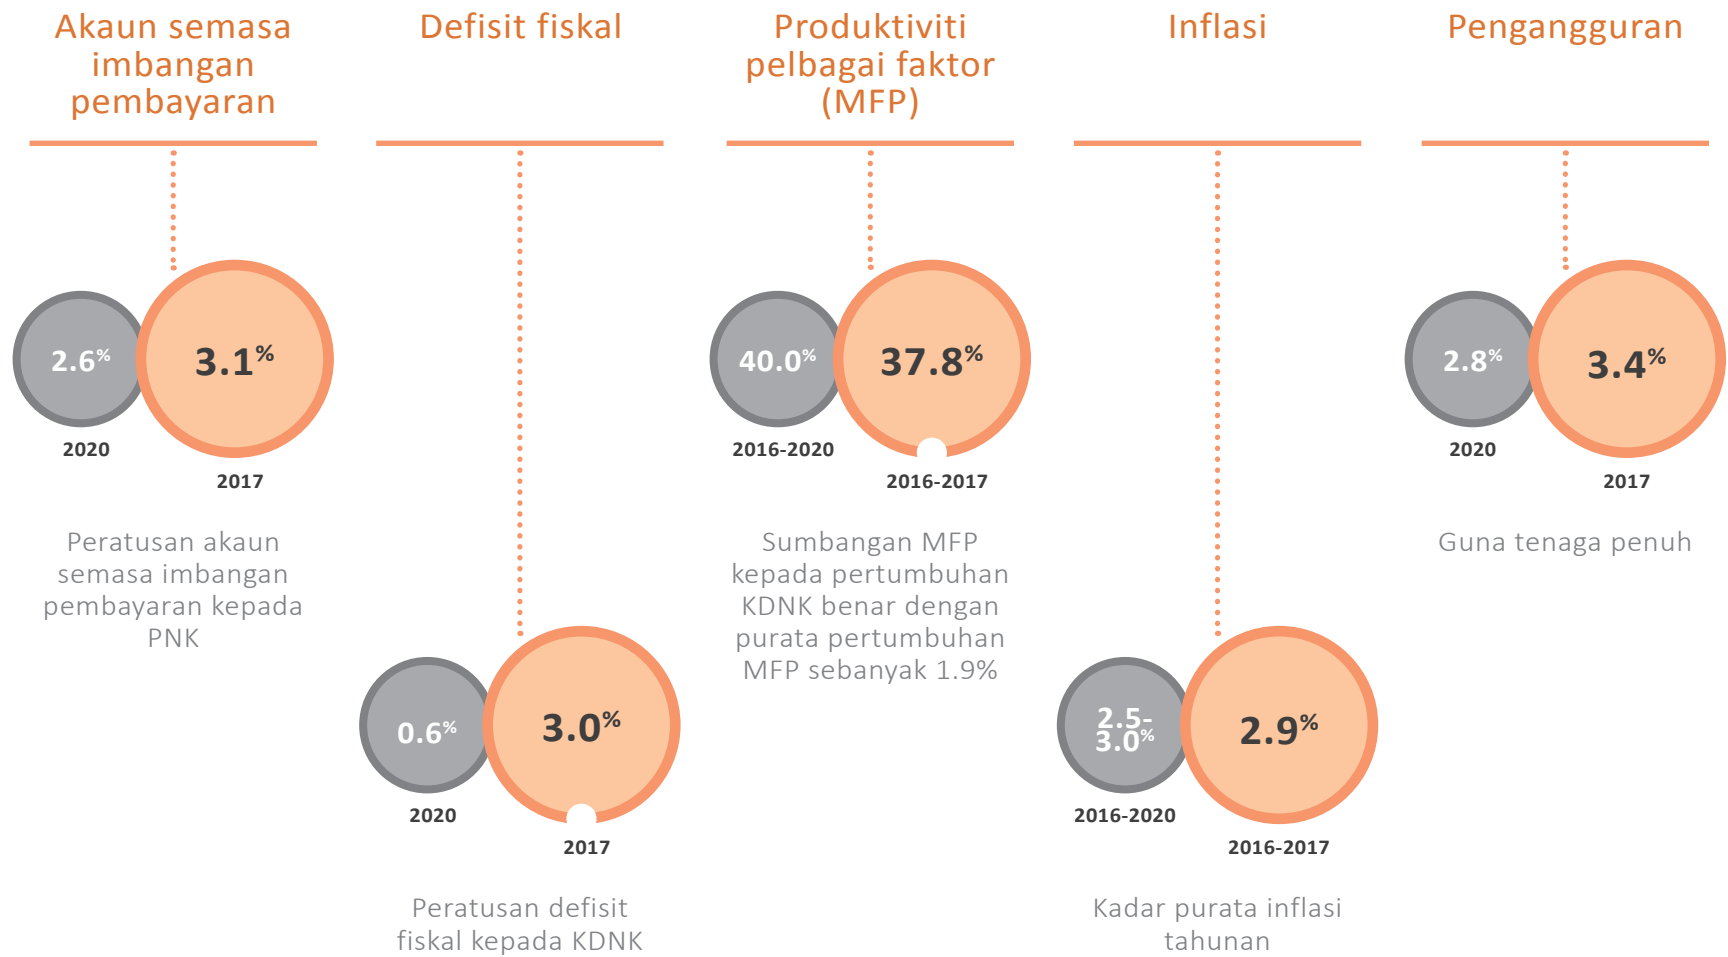 Akaun semasa
imbangan
pembayaran
2.6%
3.1%
2020
2017
Peratusan akaun
semasa imbangan
pembayaran kepada
PNK
Defisit fiskal
0.6%
3.0%
2020
2017
Peratusan defisit
fiskal kepada KDNK
Produktiviti
pelbagai faktor
(MFP)
40.0%
37.8%
2016-2020
2016-2017
Sumbangan MFP
kepada pertumbuhan
KDNK benar dengan
purata pertumbuhan
MFP sebanyak 1.9%
Inflasi
2.5-
3.0%
2.9%
2016-2020
2016-2017
Kadar purata inflasi
tahunan
Pengangguran
2.8%
3.4%
2020
2017
Guna tenaga penuh